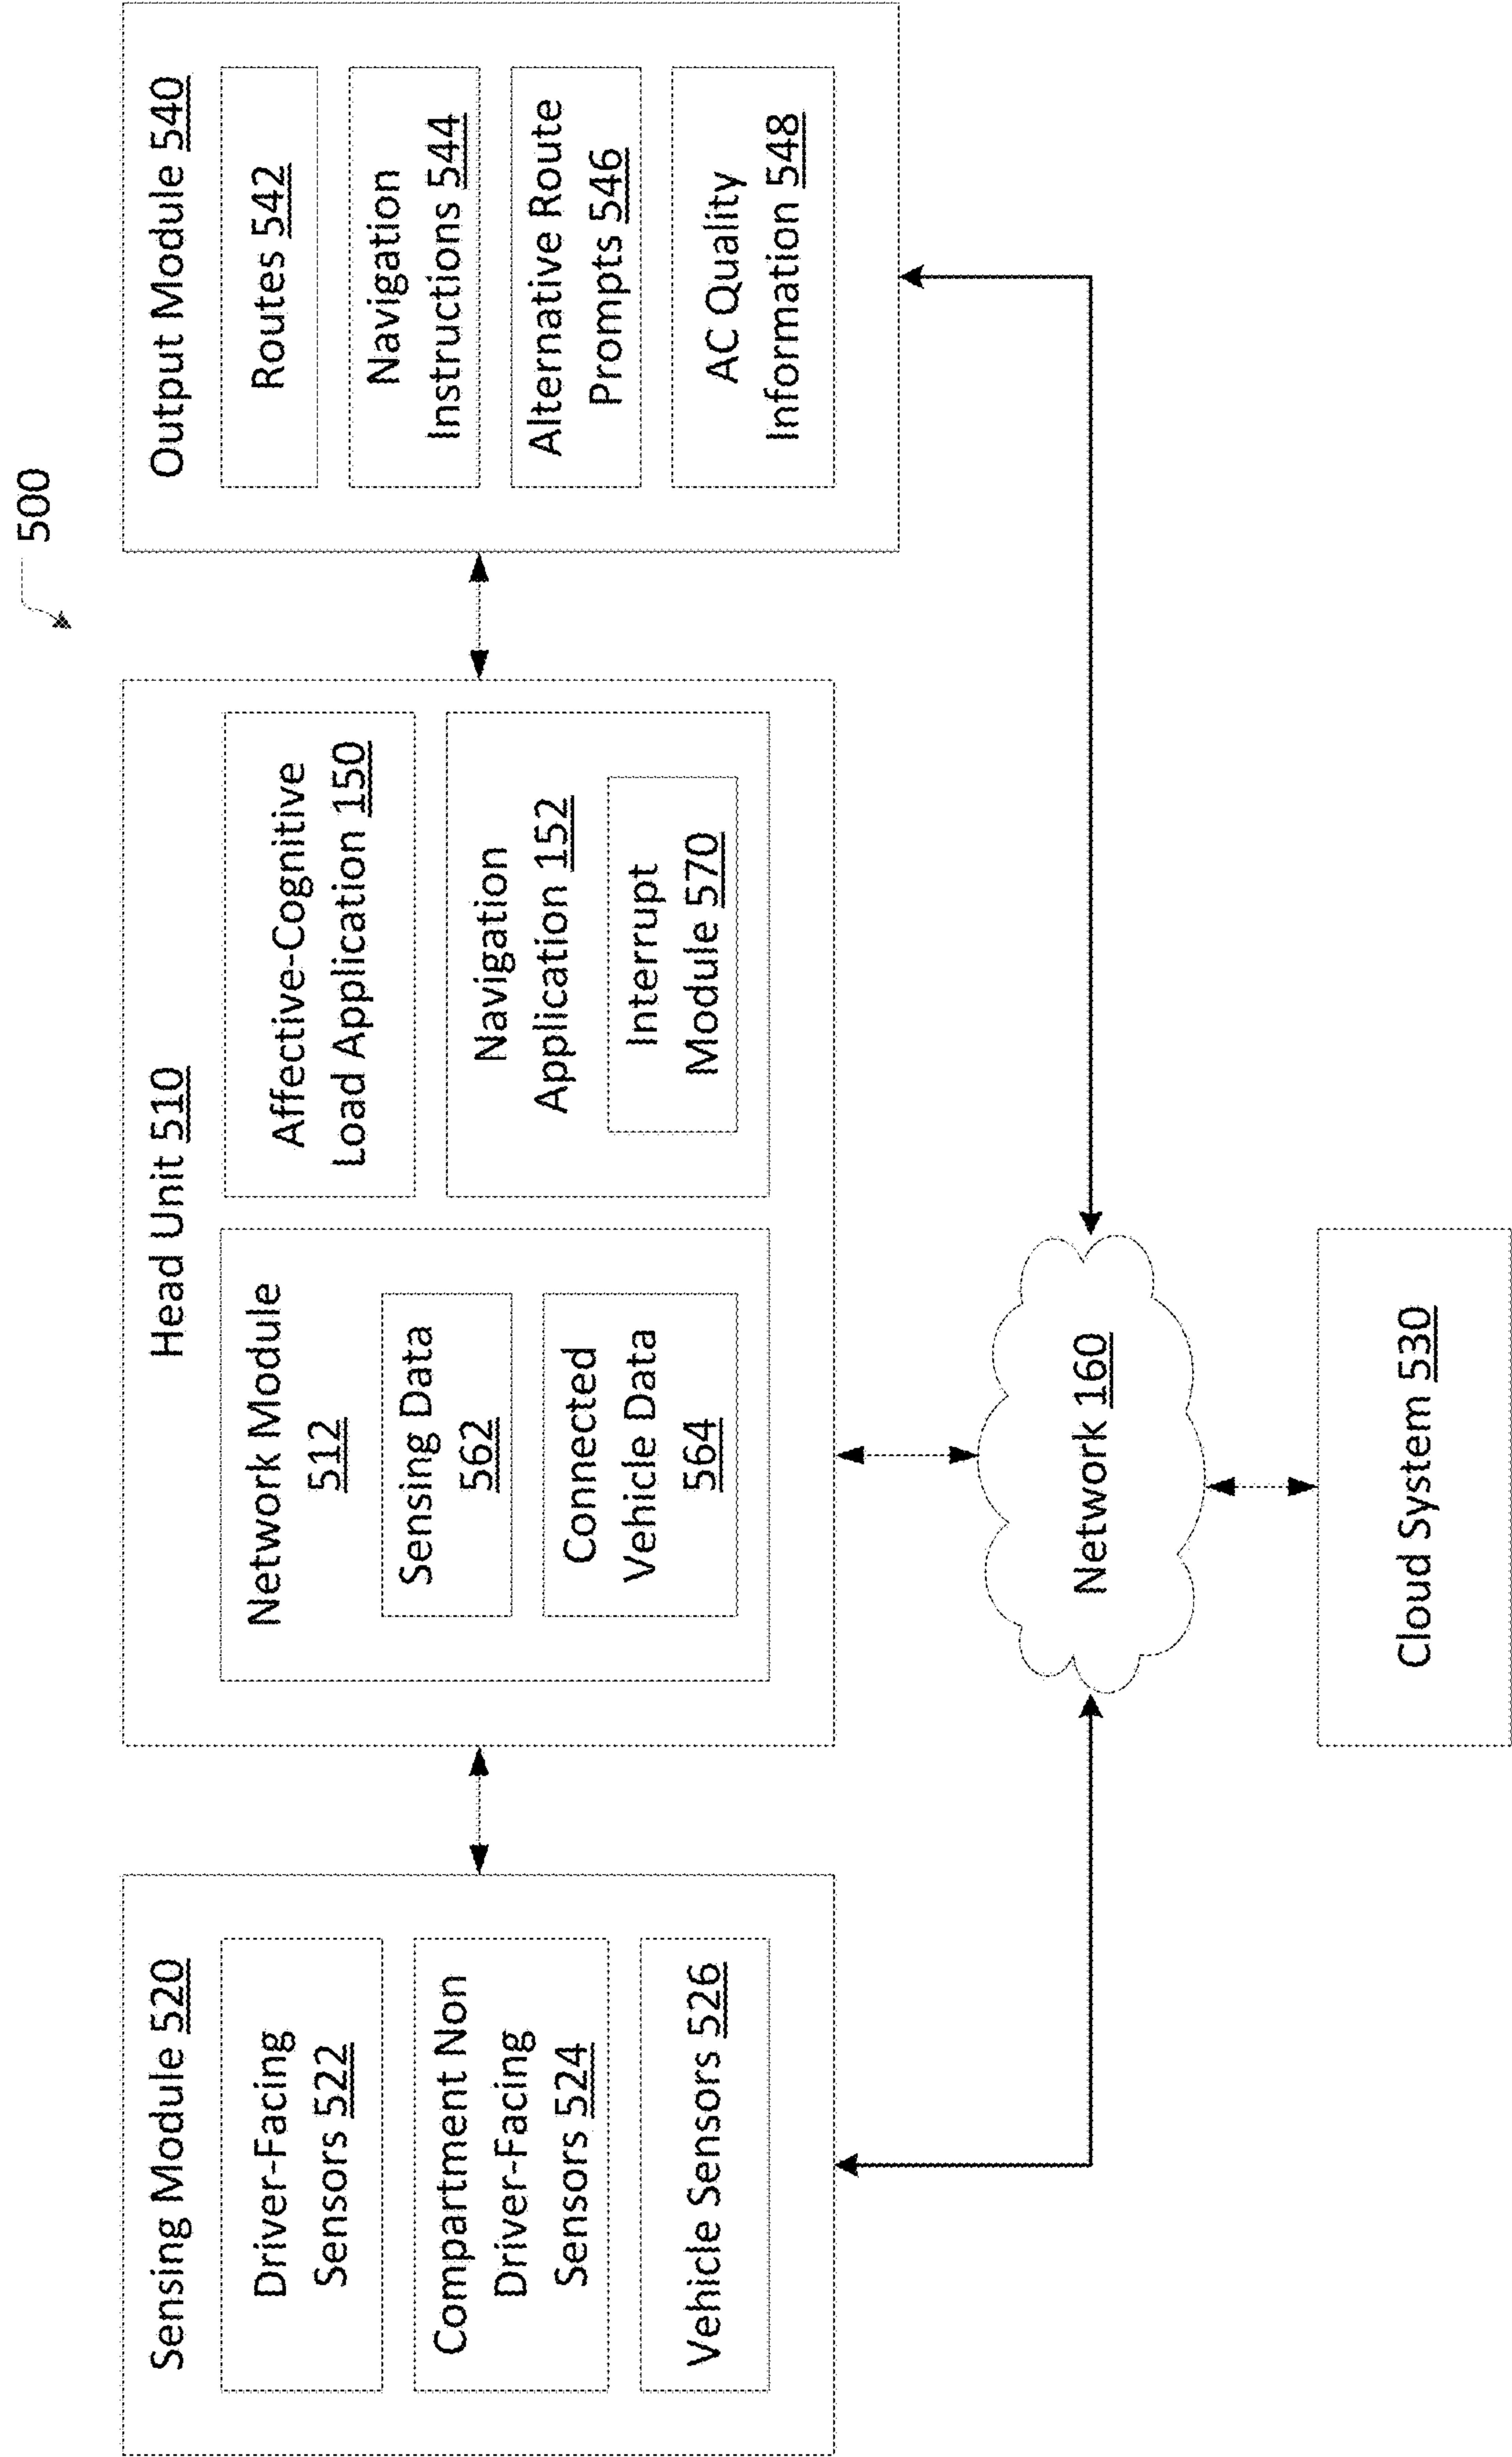 500
Sensing Module 520
Driver-Facing
Sensors 522
Compartment Non
Driver-Facing
Sensors 524
Vehicle Sensors 526
Head Unit 510
Network Module
512
Sensing Data
562
Connected
Vehicle Data
564
Affective-Cognitive
Load Application 150
Navigation
Application 152
Interrupt
Module 570
Output Module 540
Routes 542
Navigation
Instructions 544
Alternative Route
Prompts 546
AC Quality
Information 548
Network 160
Cloud System 530